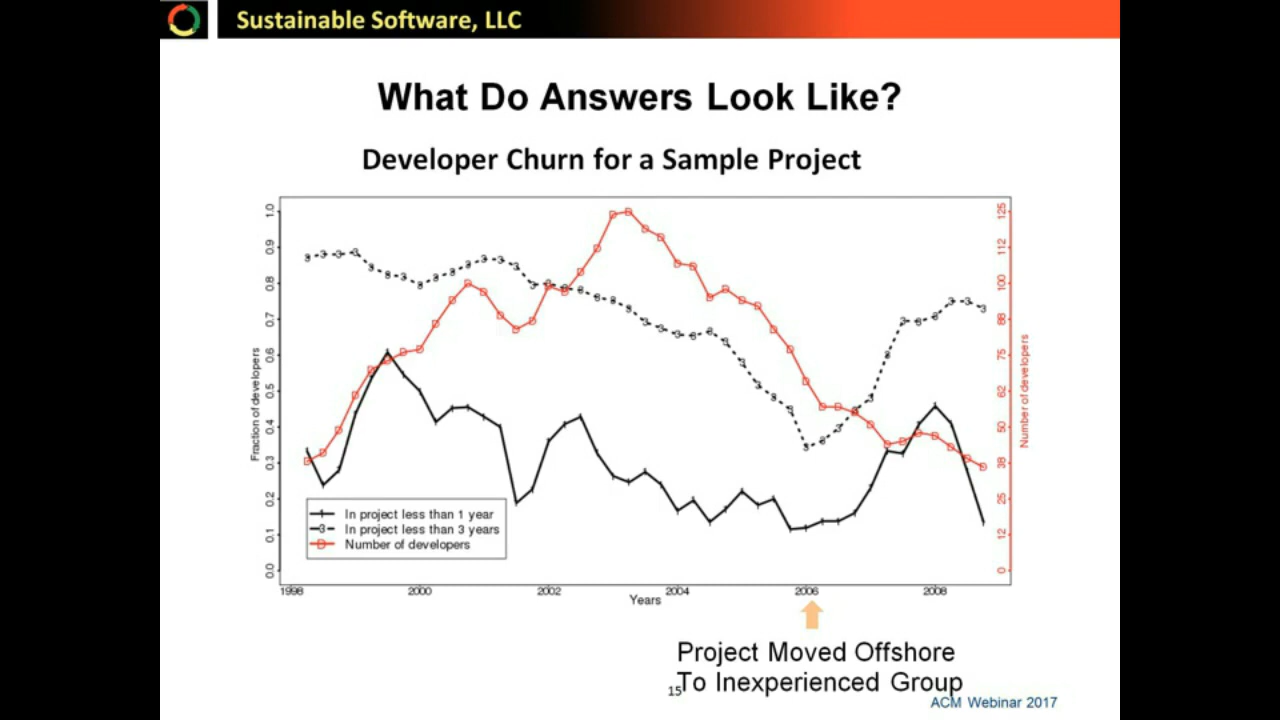 Sustainable Software, LLC
What Do Answers Look Like?
Developer Churn for a Sample Project
Fraction of developers
1.0
0.9
0.8
0.7
0.6
0.5
0.4
0.3
0.2
0.1
0.0
Number of developers
125
112
100
88
75
62
50
38
25
12
0
In project less than 1 year
In project less than 3 years
Number of developers
1998 2000 2002 2004 2006 2008
Years
Project Moved Offshore
To Inexperienced Group
15
ACM Webinar 2017